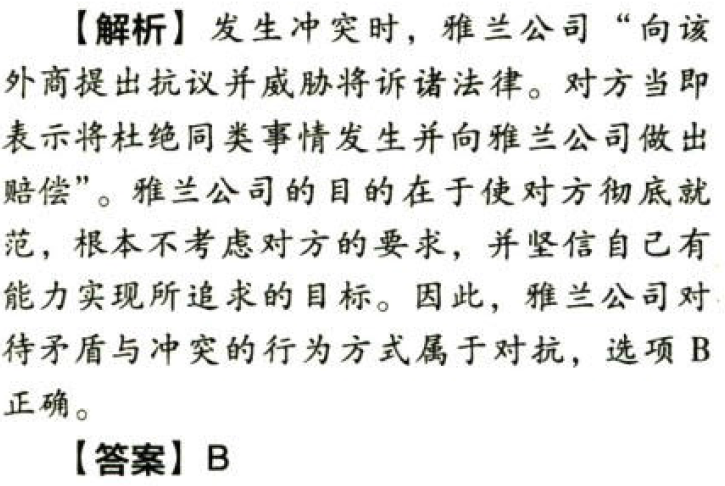 【解析】发生冲突时，雅兰公司“向该
外商提出抗议并威胁将诉诸法律。对方当即
表示将杜绝同类事情发生并向雅兰公司做出
赔偿”。雅兰公司的目的在于使对方彻底就
范，根本不考虑对方的要求，并坚信自己有
能力实现所追求的目标。因此，雅兰公司对
待矛盾与冲突的行为方式属于对抗，选项 B
正确。
【答案】B